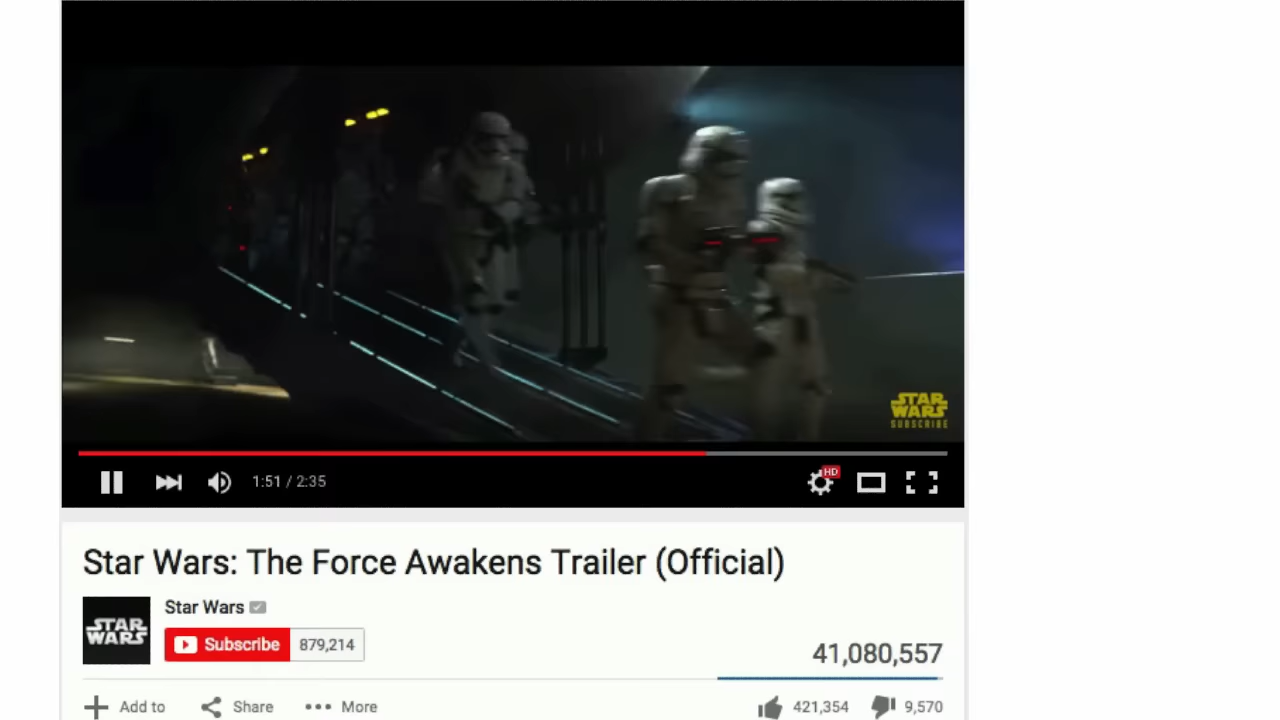 STAR
WARS
SUBSCRIBE
1:51 / 2:35
HD
Star Wars: The Force Awakens Trailer (Official)
STAR
WARS
Star Wars
Subscribe 879,214
41,080,557
Add to Share More 421,354 9,570